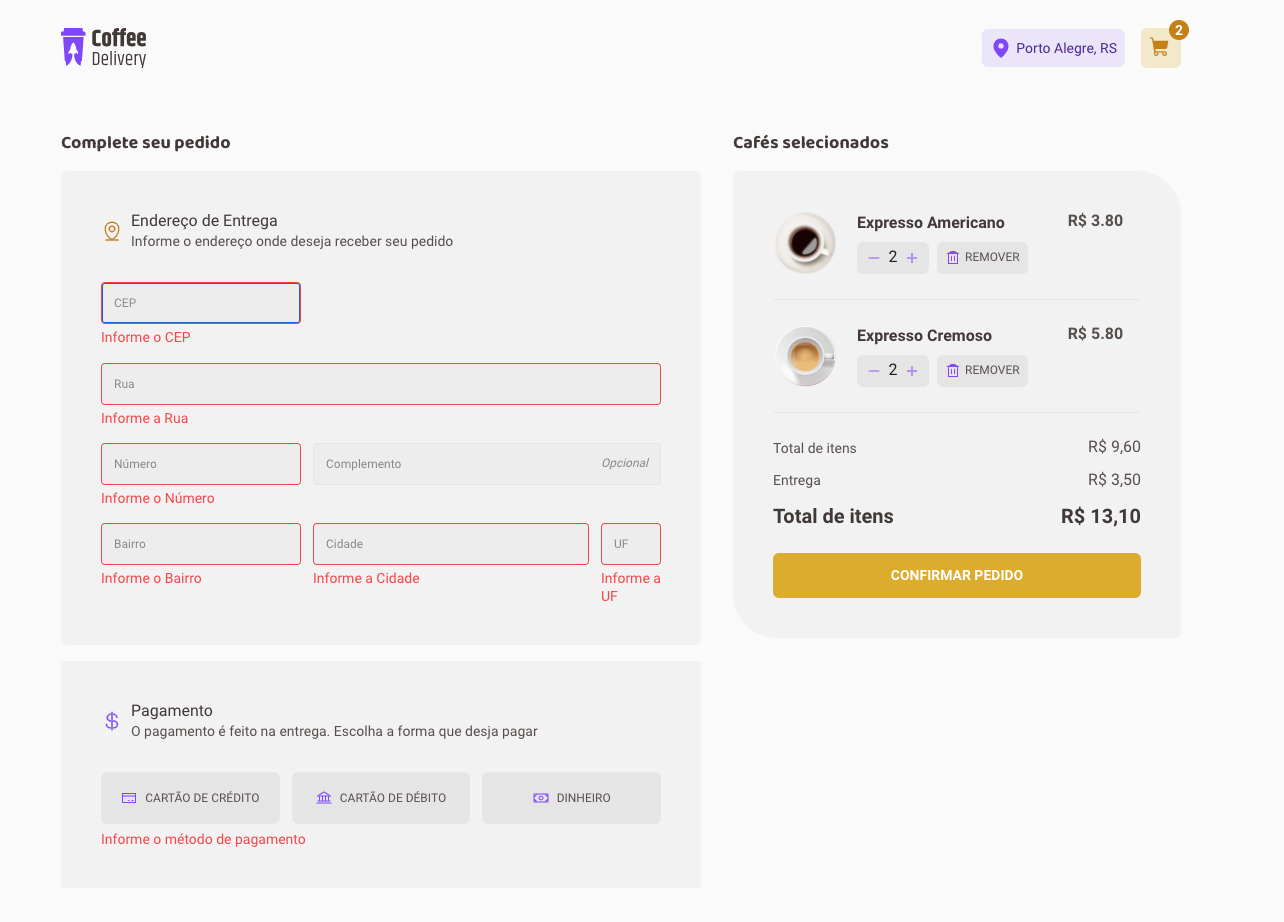 Coffee
Delivery
Porto Alegre, RS
2
Complete seu pedido
Endereço de Entrega
Informe o endereço onde deseja receber seu pedido
CEP
Informe o CEP
Rua
Informe a Rua
Número
Complemento
Opcional
Informe o Número
Bairro
Cidade
UF
Informe o Bairro
Informe a Cidade
Informe a
UF
Pagamento
O pagamento é feito na entrega. Escolha a forma que desja pagar
CARTÃO DE CRÉDITO
CARTÃO DE DÉBITO
DINHEIRO
Informe o método de pagamento
Cafés selecionados
Expresso Americano
R$ 3.80
2
REMOVER
Expresso Cremoso
R$ 5.80
2
REMOVER
Total de itens
R$ 9,60
Entrega
R$ 3,50
Total de itens
R$ 13,10
CONFIRMAR PEDIDO